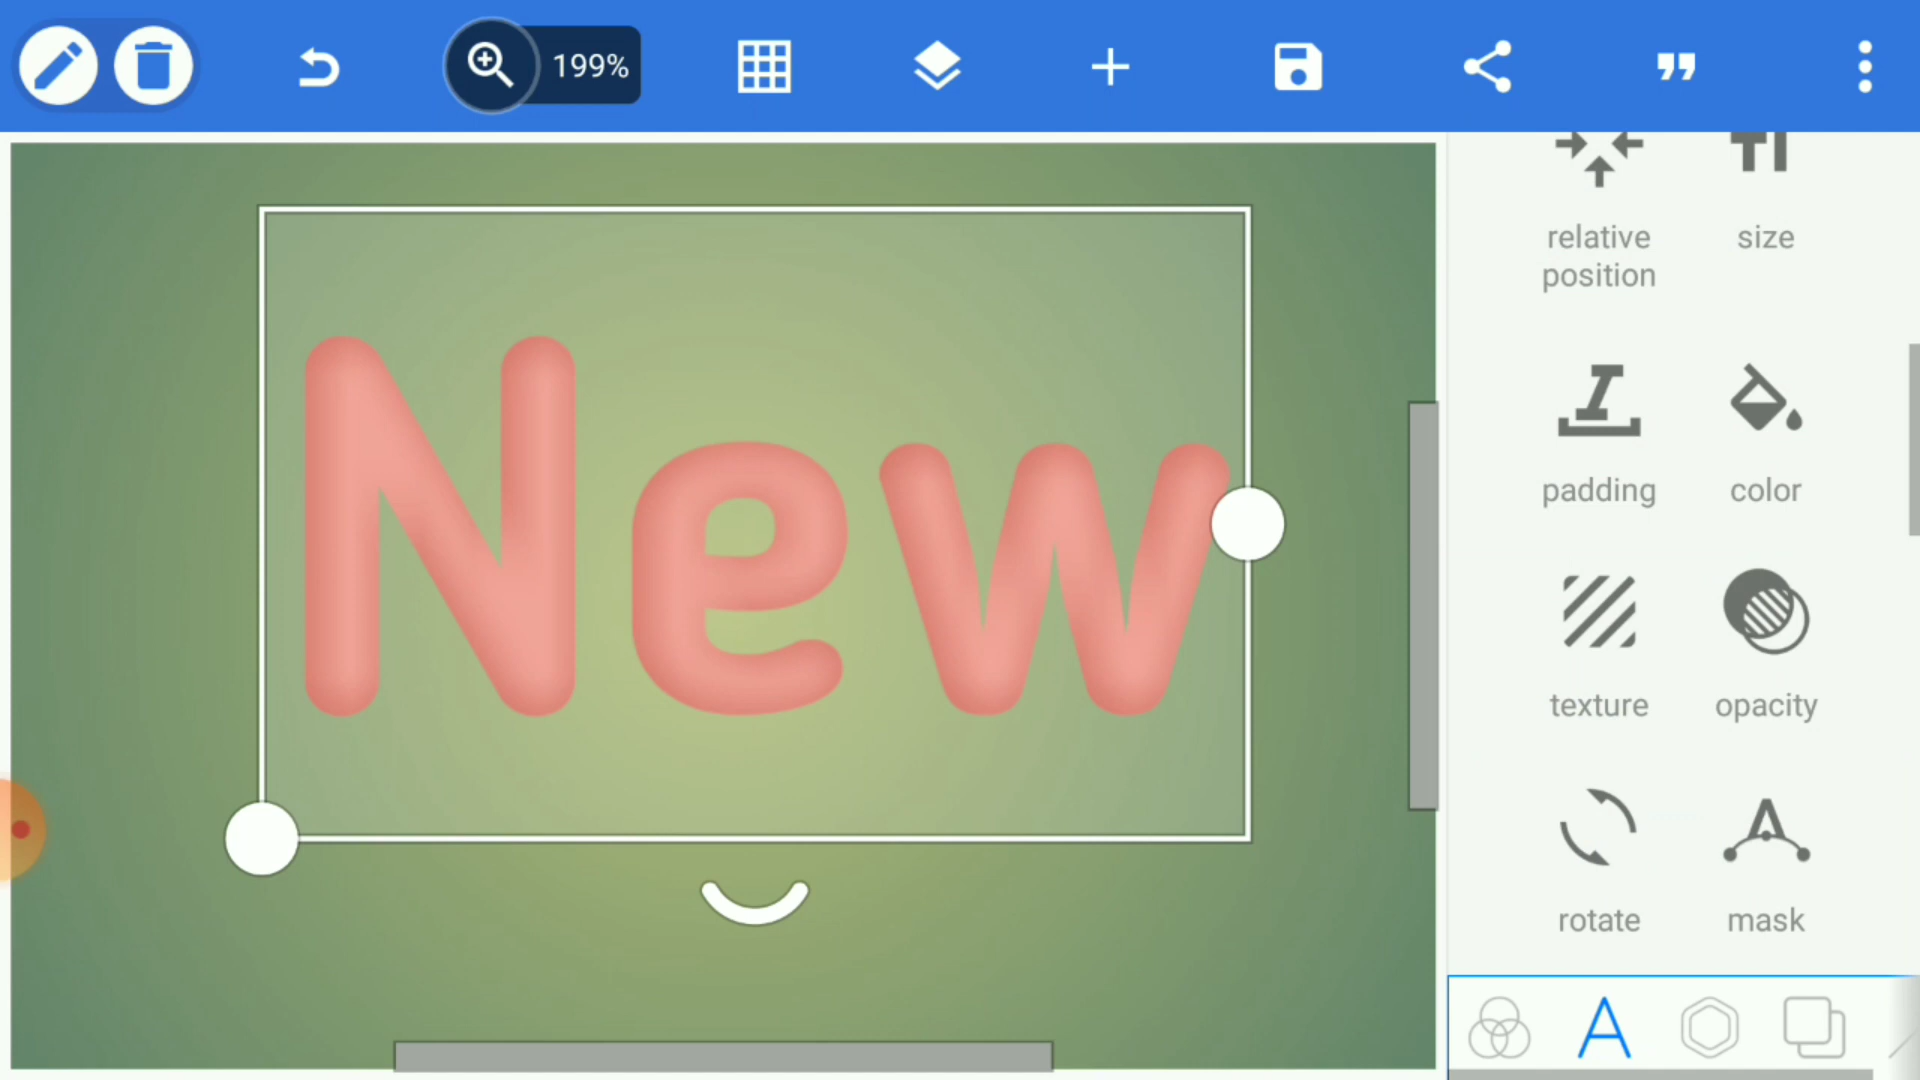 199%
New
relative
position
size
padding
color
texture
opacity
rotate
mask